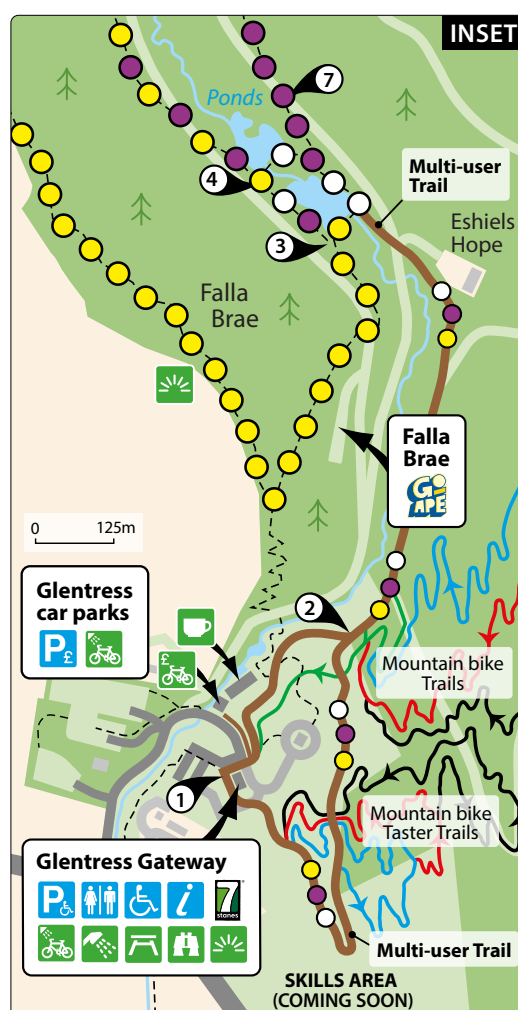 INSET
7
Ponds
4
Multi-user
Trail
3
Eshiels
Hope
Falla
Brae
Falla
Brae
GO
APE
0 125m
Glentress
car parks
P£
2
£
Mountain bike
Trails
1
Mountain bike
Taster Trails
Glentress Gateway
P
i
7
stanes
Multi-user Trail
SKILLS AREA
(COMING SOON)